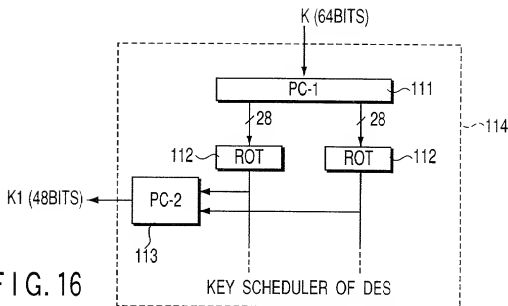 K (64BITS)
PC-1
111
28
28
114
112
ROT
ROT
112
K1 (48BITS)
PC-2
113
FIG. 16
KEY SCHEDULER OF DES